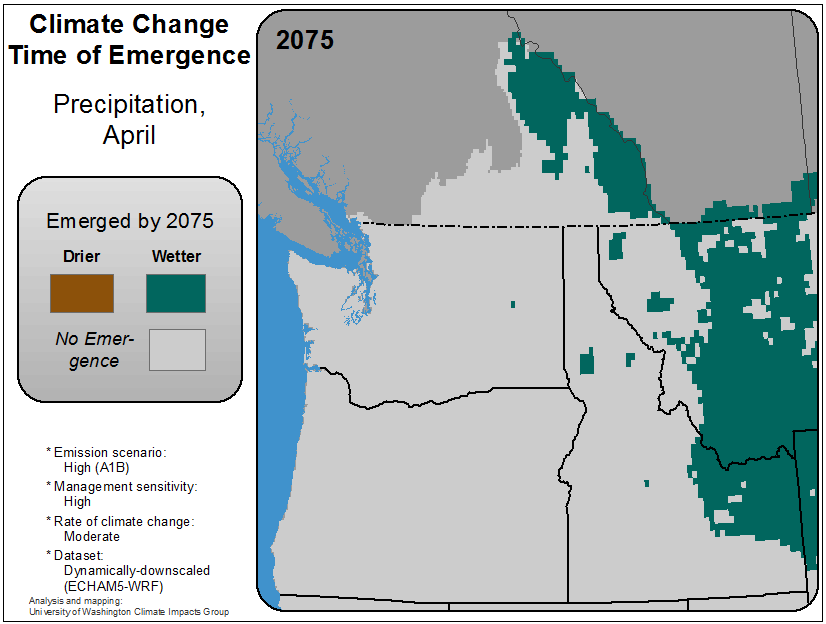 Climate Change
Time of Emergence
Precipitation,
April
2075
Emerged by 2075
Drier
Wetter
No Emer-
gence
* Emission scenario:
High (A1B)
* Management sensitivity:
High
* Rate of climate change:
Moderate
* Dataset:
Dynamically-downscaled
(ECHAM5-WRF)
Analysis and mapping:
University of Washington Climate Impacts Group